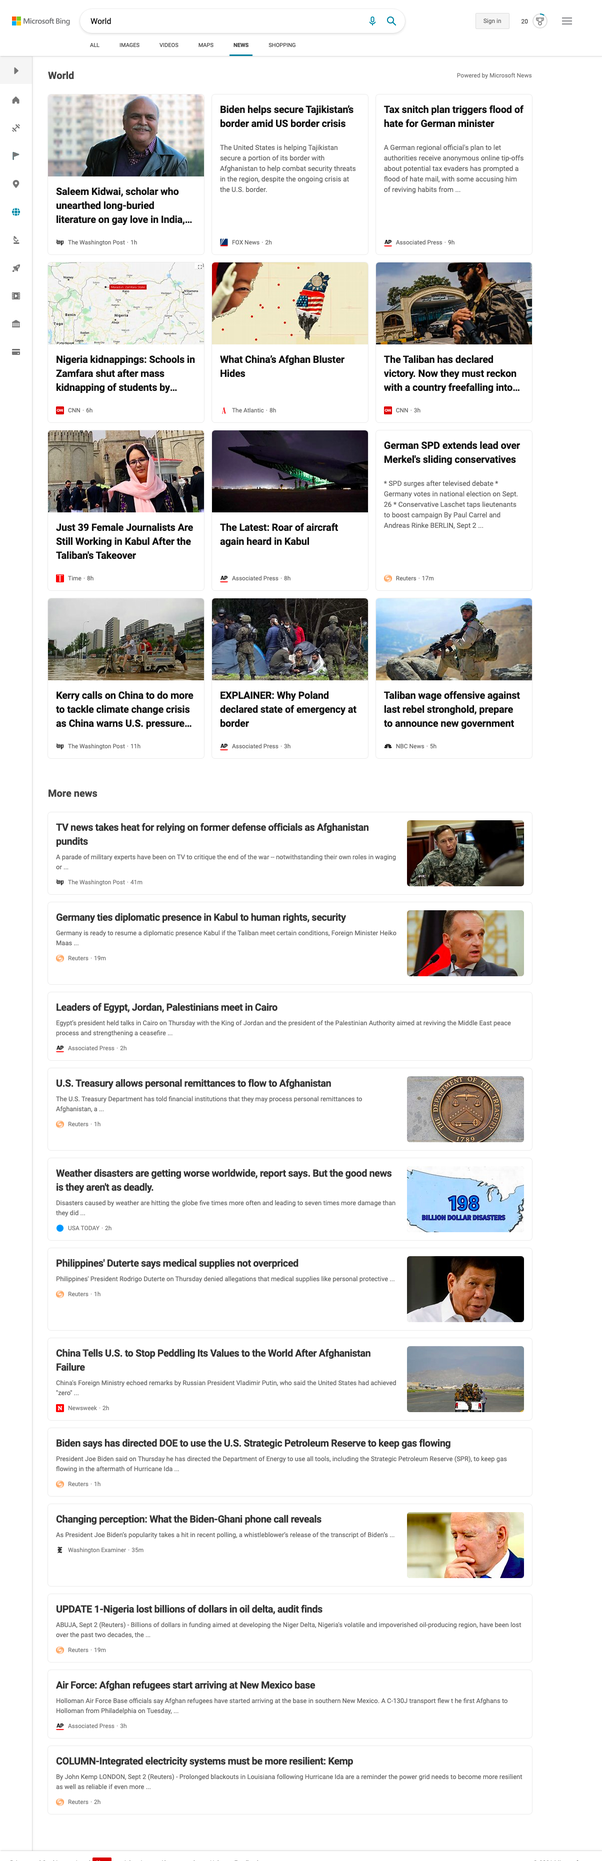 Microsoft Bing
World
Sign in
20
ALL
IMAGES
VIDEOS
MAPS
NEWS
SHOPPING
World
Powered by Microsoft News
Saleem Kidwai, scholar who
unearthed long-buried
literature on gay love in India,...
wp The Washington Post · 1h
Biden helps secure Tajikistan's
border amid US border crisis
The United States is helping Tajikistan
secure a portion of its border with
Afghanistan to help combat security threats
in the region, despite the ongoing crisis at
the U.S. border.
FOX News · 2h
Tax snitch plan triggers flood of
hate for German minister
A German regional official's plan to let
authorities receive anonymous online tip-offs
about potential tax evaders has prompted a
flood of hate mail, with some accusing him
of reviving habits from ...
AP Associated Press · 9h
Nigeria kidnappings: Schools in
Zamfara shut after mass
kidnapping of students by...
CNN · 6h
What China's Afghan Bluster
Hides
The Atlantic · 8h
The Taliban has declared
victory. Now they must reckon
with a country freefalling into...
CNN · 3h
Just 39 Female Journalists Are
Still Working in Kabul After the
Taliban's Takeover
Time · 8h
The Latest: Roar of aircraft
again heard in Kabul
AP Associated Press · 8h
German SPD extends lead over
Merkel's sliding conservatives
* SPD surges after televised debate *
Germany votes in national election on Sept.
26 * Conservative Laschet taps lieutenants
to boost campaign By Paul Carrel and
Andreas Rinke BERLIN, Sept 2 ...
Reuters · 17m
Kerry calls on China to do more
to tackle climate change crisis
as China warns U.S. pressure...
wp The Washington Post · 11h
EXPLAINER: Why Poland
declared state of emergency at
border
AP Associated Press · 3h
Taliban wage offensive against
last rebel stronghold, prepare
to announce new government
NBC News · 5h
More news
TV news takes heat for relying on former defense officials as Afghanistan
pundits
A parade of military experts have been on TV to critique the end of the war – notwithstanding their own roles in waging
or ...
wp The Washington Post · 41m
Germany ties diplomatic presence in Kabul to human rights, security
Germany is ready to resume a diplomatic presence Kabul if the Taliban meet certain conditions, Foreign Minister Heiko
Maas ...
Reuters · 19m
Leaders of Egypt, Jordan, Palestinians meet in Cairo
Egypt's president held talks in Cairo on Thursday with the King of Jordan and the president of the Palestinian Authority aimed at reviving the Middle East peace
process and strengthening a ceasefire ...
AP Associated Press · 2h
U.S. Treasury allows personal remittances to flow to Afghanistan
The U.S. Treasury Department has told financial institutions that they may process personal remittances to
Afghanistan, a ...
Reuters · 1h
THE DEPARTMENT OF THE TREASURY
1789
Weather disasters are getting worse worldwide, report says. But the good news
is they aren't as deadly.
Disasters caused by weather are hitting the globe five times more often and leading to seven times more damage than
they did ...
USA TODAY · 2h
198
BILLION DOLLAR DISASTERS
Philippines' Duterte says medical supplies not overpriced
Philippines' President Rodrigo Duterte on Thursday denied allegations that medical supplies like personal protective ...
Reuters · 1h
China Tells U.S. to Stop Peddling Its Values to the World After Afghanistan
Failure
China's Foreign Ministry echoed remarks by Russian President Vladimir Putin, who said the United States had achieved
"zero" ...
N Newsweek · 2h
Biden says has directed DOE to use the U.S. Strategic Petroleum Reserve to keep gas flowing
President Joe Biden said on Thursday he has directed the Department of Energy to use all tools, including the Strategic Petroleum Reserve (SPR), to keep gas
flowing in the aftermath of Hurricane Ida ...
Reuters · 1h
Changing perception: What the Biden-Ghani phone call reveals
As President Joe Biden's popularity takes a hit in recent polling, a whistleblower's release of the transcript of Biden's ...
Washington Examiner · 35m
UPDATE 1-Nigeria lost billions of dollars in oil delta, audit finds
ABUJA, Sept 2 (Reuters) - Billions of dollars in funding aimed at developing the Niger Delta, Nigeria's volatile and impoverished oil-producing region, have been lost
over the past two decades, the ...
Reuters · 19m
Air Force: Afghan refugees start arriving at New Mexico base
Holloman Air Force Base officials say Afghan refugees have started arriving at the base in southern New Mexico. A C-130J transport flew t he first Afghans to
Holloman from Philadelphia on Tuesday, ...
AP Associated Press · 3h
COLUMN-Integrated electricity systems must be more resilient: Kemp
By John Kemp LONDON, Sept 2 (Reuters) - Prolonged blackouts in Louisiana following Hurricane Ida are a reminder the power grid needs to become more resilient
as well as reliable if even more ...
Reuters · 2h